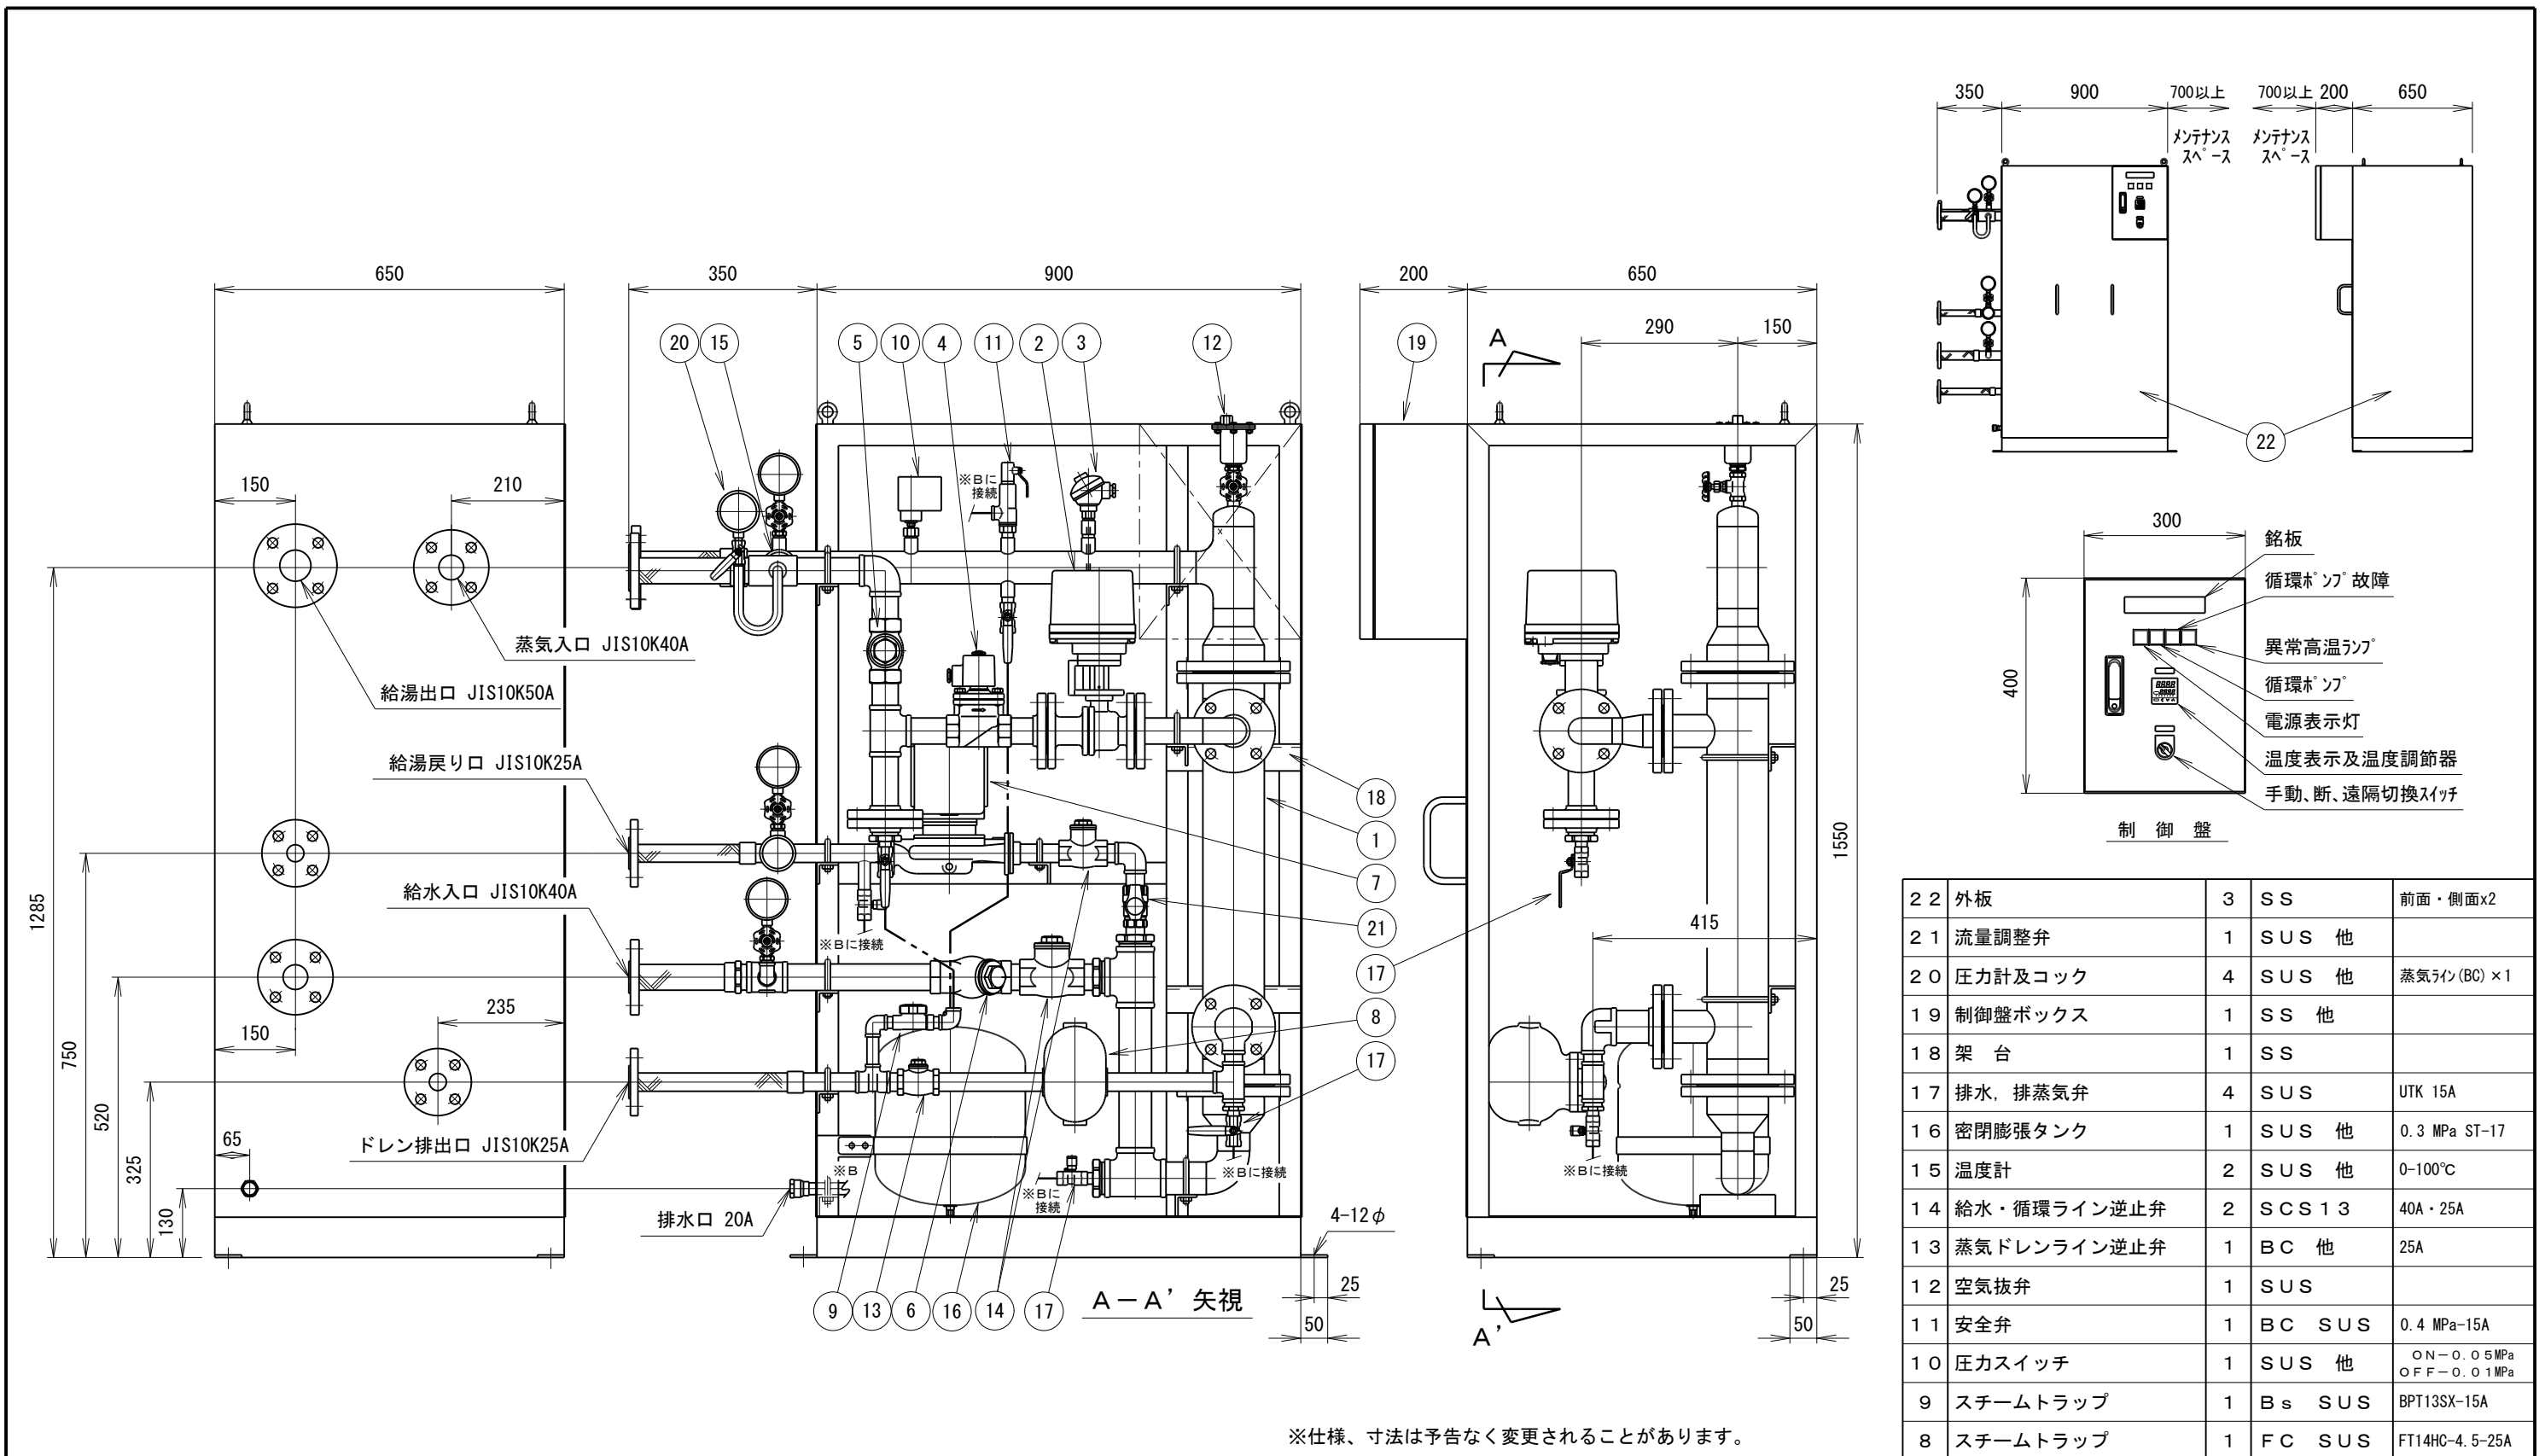 350
900
700以上
700以上
200
650
メンテナンス
スペース
メンテナンス
スペース
22
650
350
900
200
650
20
15
5
10
4
11
2
3
12
19
A
290
150
150
210
※Bに
接続
300
銘板
循環ポンプ故障
異常高温ランプ
循環ポンプ
電源表示灯
温度表示及温度調節器
手動、断、遠隔切換スイッチ
400
制 御 盤
蒸気入口 JIS10K40A
給湯出口 JIS10K50A
給湯戻り口 JIS10K25A
給水入口 JIS10K40A
ドレン排出口 JIS10K25A
排水口 20A
18
1
7
21
17
8
17
1285
750
520
325
130
150
235
65
※Bに接続
※B
※Bに
接続
※Bに接続
415
※Bに接続
1550
4-12φ
25
50
25
50
9
13
6
16
14
17
A-A' 矢視
A'
22 外板 3 SS 前面・側面x2
21 流量調整弁 1 SUS 他
20 圧力計及コック 4 SUS 他 蒸気ライン(BC)×1
19 制御盤ボックス 1 SS 他
18 架 台 1 SS
17 排水, 排蒸気弁 4 SUS UTK 15A
16 密閉膨張タンク 1 SUS 他 0.3 MPa ST-17
15 温度計 2 SUS 他 0-100℃
14 給水・循環ライン逆止弁 2 SCS13 40A・25A
13 蒸気ドレンライン逆止弁 1 BC 他 25A
12 空気抜弁 1 SUS
11 安全弁 1 BC SUS 0.4 MPa-15A
10 圧力スイッチ 1 SUS 他 ON-0.05MPa
OFF-0.01MPa
9 スチームトラップ 1 Bs SUS BPT13SX-15A
8 スチームトラップ 1 FC SUS FT14HC-4.5-25A
※仕様、寸法は予告なく変更されることがあります。